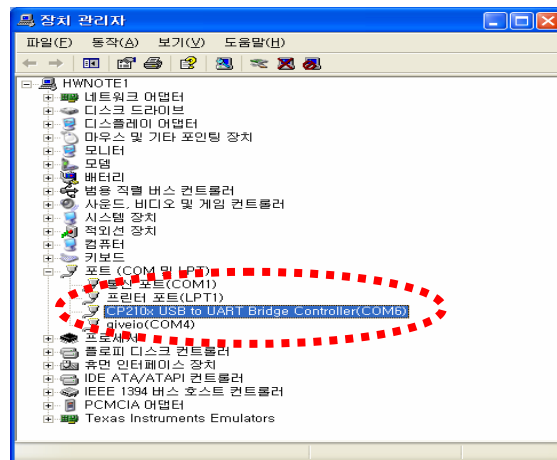 장치 관리자
파일(F) 동작(A) 보기(V) 도움말(H)
HWNOTE1
네트워크 어댑터
디스크 드라이브
디스플레이 어댑터
마우스 및 기타 포인팅 장치
모니터
모뎀
배터리
범용 직렬 버스 컨트롤러
사운드, 비디오 및 게임 컨트롤러
시스템 장치
적외선 장치
컴퓨터
키보드
포트 (COM 및 LPT)
통신 포트(COM1)
프린터 포트(LPT1)
CP210x USB to UART Bridge Controller(COM6)
giveio(COM4)
프로세서
플로피 디스크 컨트롤러
휴먼 인터페이스 장치
IDE ATA/ATAPI 컨트롤러
IEEE 1394 버스 호스트 컨트롤러
PCMCIA 어댑터
Texas Instruments Emulators